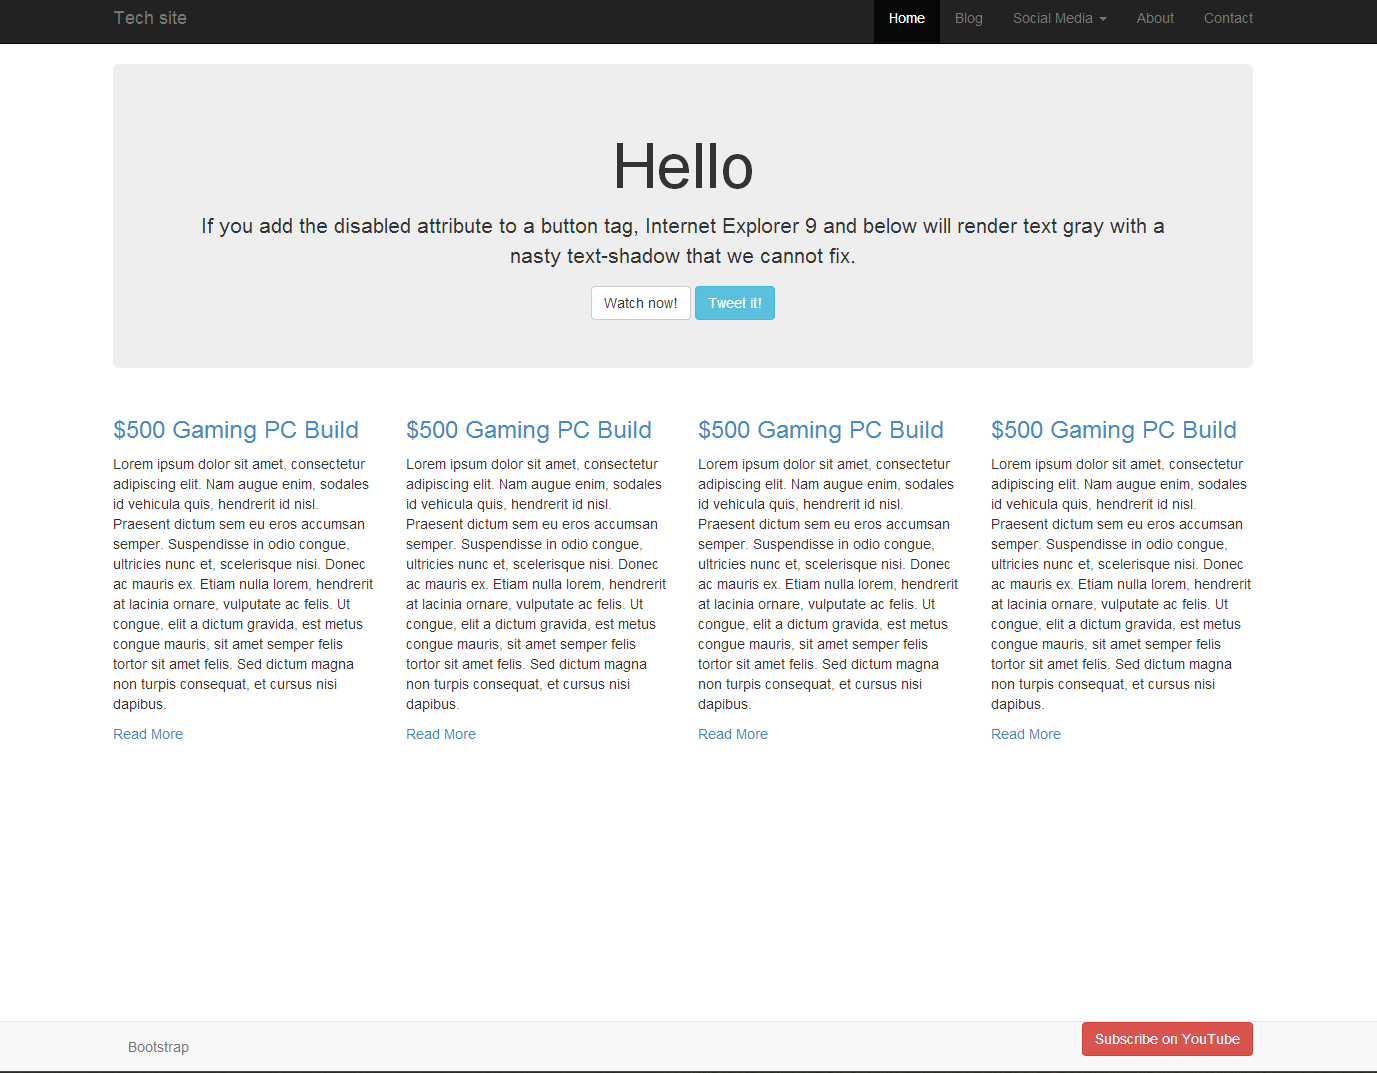 Tech site
Home Blog Social Media About Contact
Hello
If you add the disabled attribute to a button tag, Internet Explorer 9 and below will render text gray with a
nasty text-shadow that we cannot fix.
Watch now! Tweet it!
$500 Gaming PC Build
Lorem ipsum dolor sit amet, consectetur
adipiscing elit. Nam augue enim, sodales
id vehicula quis, hendrerit id nisl.
Praesent dictum sem eu eros accumsan
semper. Suspendisse in odio congue,
ultricies nunc et, scelerisque nisi. Donec
ac mauris ex. Etiam nulla lorem, hendrerit
at lacinia ornare, vulputate ac felis. Ut
congue, elit a dictum gravida, est metus
congue mauris, sit amet semper felis
tortor sit amet felis. Sed dictum magna
non turpis consequat, et cursus nisi
dapibus.
Read More
$500 Gaming PC Build
Lorem ipsum dolor sit amet, consectetur
adipiscing elit. Nam augue enim, sodales
id vehicula quis, hendrerit id nisl.
Praesent dictum sem eu eros accumsan
semper. Suspendisse in odio congue,
ultricies nunc et, scelerisque nisi. Donec
ac mauris ex. Etiam nulla lorem, hendrerit
at lacinia ornare, vulputate ac felis. Ut
congue, elit a dictum gravida, est metus
congue mauris, sit amet semper felis
tortor sit amet felis. Sed dictum magna
non turpis consequat, et cursus nisi
dapibus.
Read More
$500 Gaming PC Build
Lorem ipsum dolor sit amet, consectetur
adipiscing elit. Nam augue enim, sodales
id vehicula quis, hendrerit id nisl.
Praesent dictum sem eu eros accumsan
semper. Suspendisse in odio congue,
ultricies nunc et, scelerisque nisi. Donec
ac mauris ex. Etiam nulla lorem, hendrerit
at lacinia ornare, vulputate ac felis. Ut
congue, elit a dictum gravida, est metus
congue mauris, sit amet semper felis
tortor sit amet felis. Sed dictum magna
non turpis consequat, et cursus nisi
dapibus.
Read More
$500 Gaming PC Build
Lorem ipsum dolor sit amet, consectetur
adipiscing elit. Nam augue enim, sodales
id vehicula quis, hendrerit id nisl.
Praesent dictum sem eu eros accumsan
semper. Suspendisse in odio congue,
ultricies nunc et, scelerisque nisi. Donec
ac mauris ex. Etiam nulla lorem, hendrerit
at lacinia ornare, vulputate ac felis. Ut
congue, elit a dictum gravida, est metus
congue mauris, sit amet semper felis
tortor sit amet felis. Sed dictum magna
non turpis consequat, et cursus nisi
dapibus.
Read More
Bootstrap
Subscribe on YouTube